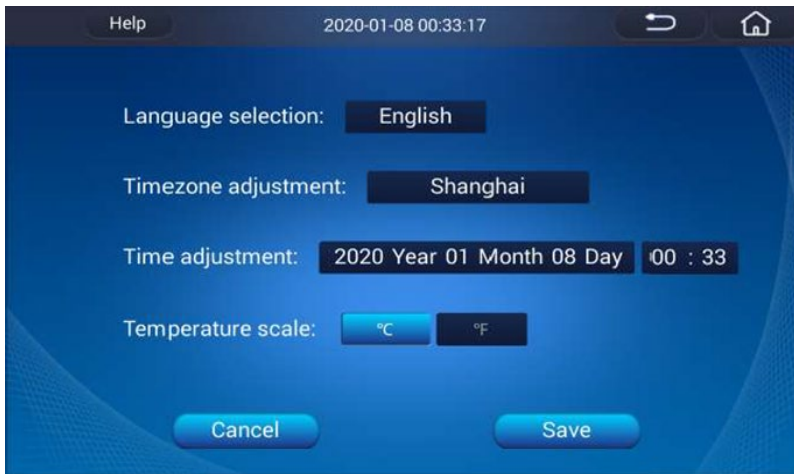 Help 2020-01-08 00:33:17
Language selection: English
Timezone adjustment: Shanghai
Time adjustment: 2020 Year 01 Month 08 Day 00 : 33
Temperature scale: °C °F
Cancel Save